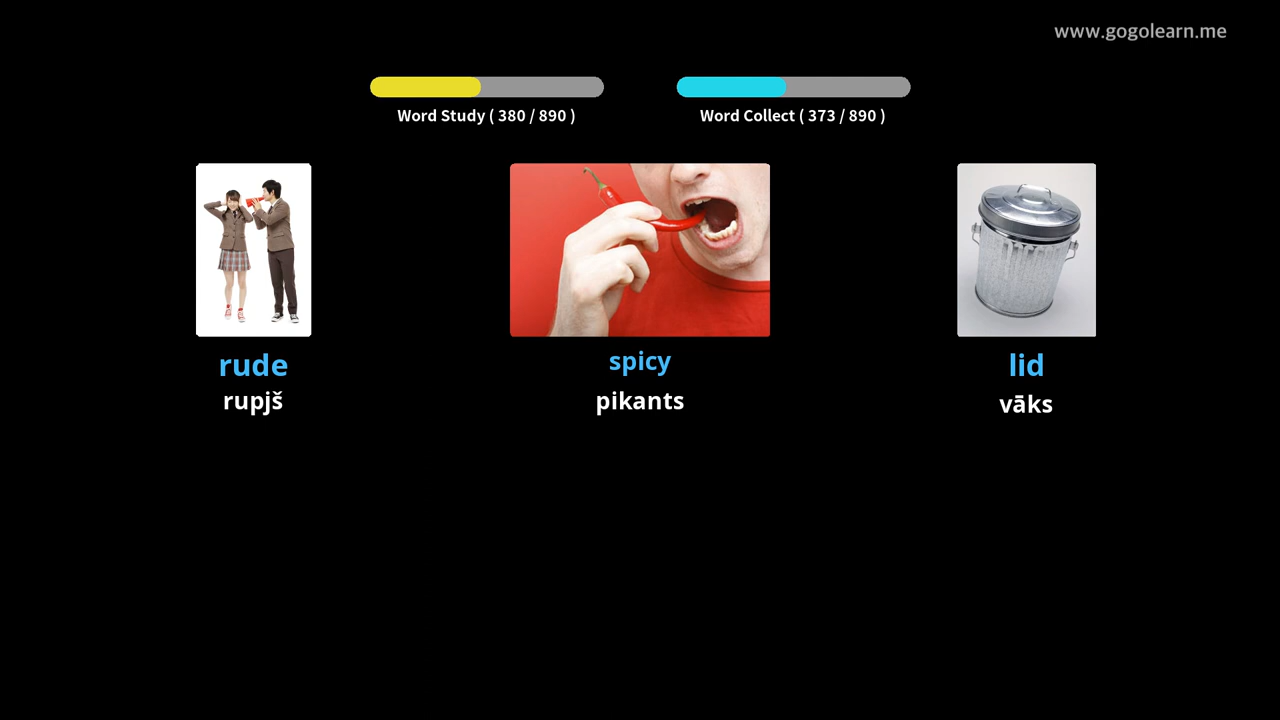 www.gogolearn.me
Word Study ( 380 / 890 )
Word Collect ( 373 / 890 )
rude
rupjš
spicy
pikants
lid
vāks